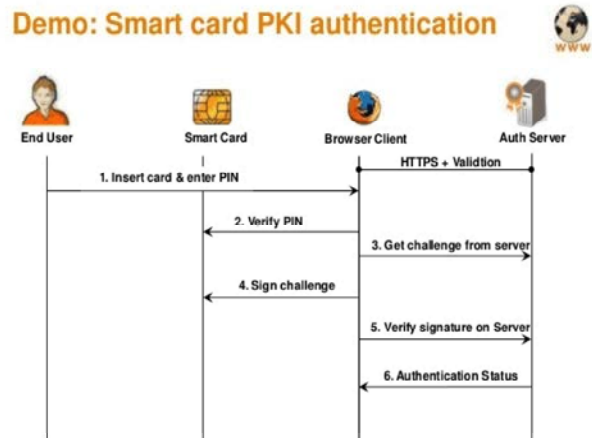 Demo: Smart card PKI authentication
www
End User
Smart Card
Browser Client
Auth Server
HTTPS + Validtion
1. Insert card & enter PIN
2. Verify PIN
3. Get challenge from server
4. Sign challenge
5. Verify signature on Server
6. Authentication Status